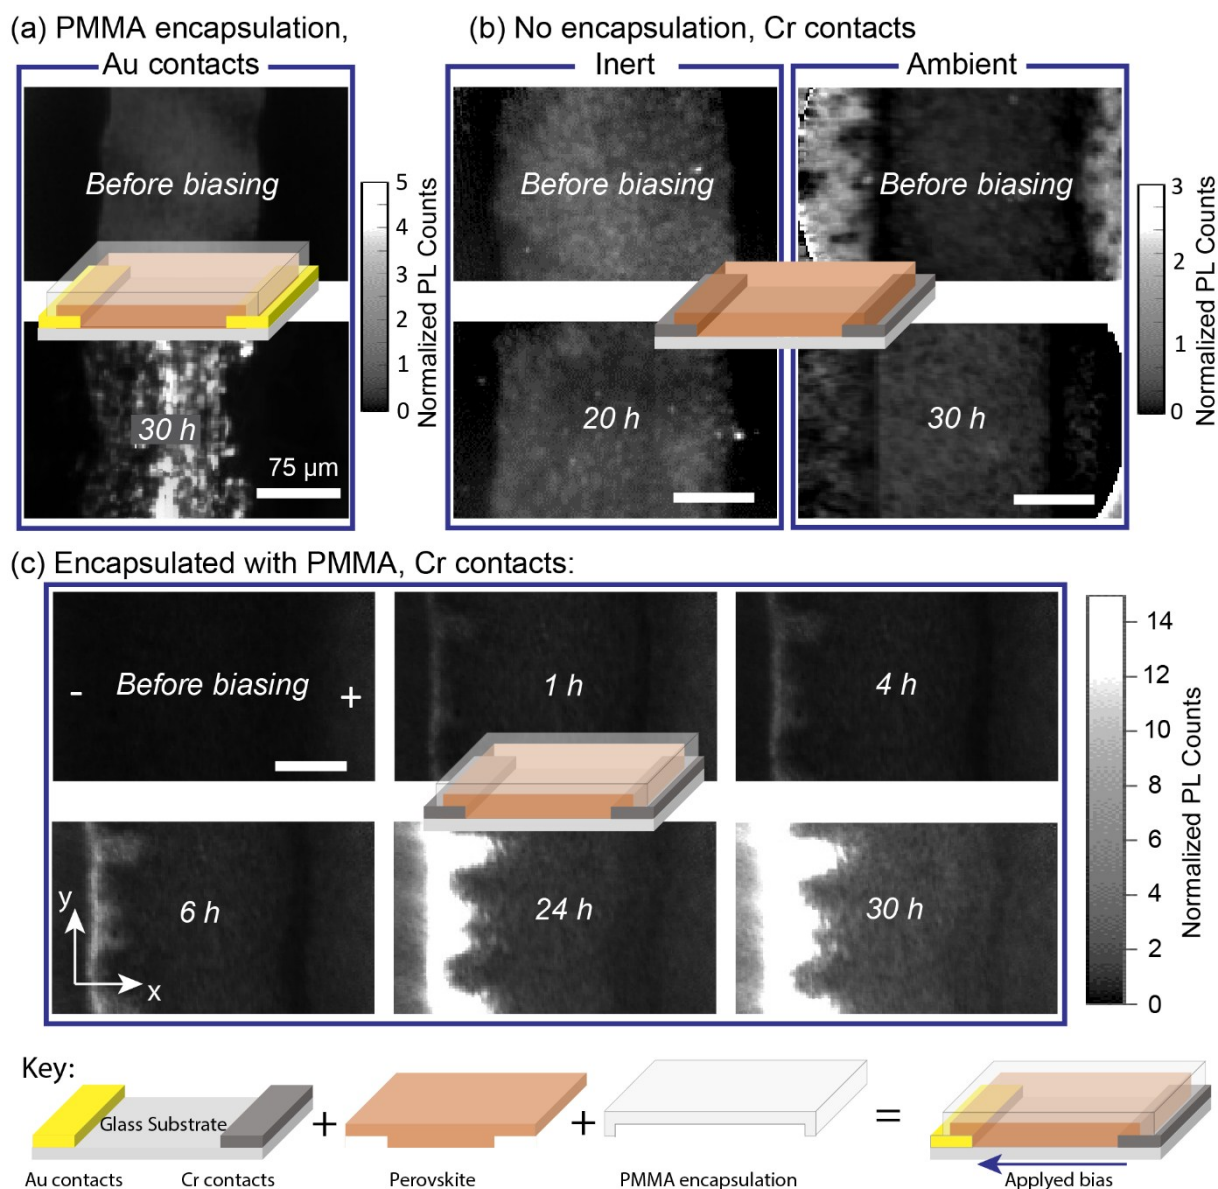 (a) PMMA encapsulation,
Au contacts
Before biasing
30 h
75 µm
5
4
3
2
1
0
Normalized PL Counts
(b) No encapsulation, Cr contacts
Inert
Ambient
Before biasing
Before biasing
20 h
30 h
3
2
1
0
Normalized PL Counts
(c) Encapsulated with PMMA, Cr contacts:
- Before biasing +
1 h
4 h
6 h
y
x
24 h
30 h
14
12
10
8
6
4
2
0
Normalized PL Counts
Key:
Glass Substrate
+
+
=
Au contacts
Cr contacts
Perovskite
PMMA encapsulation
Applyed bias